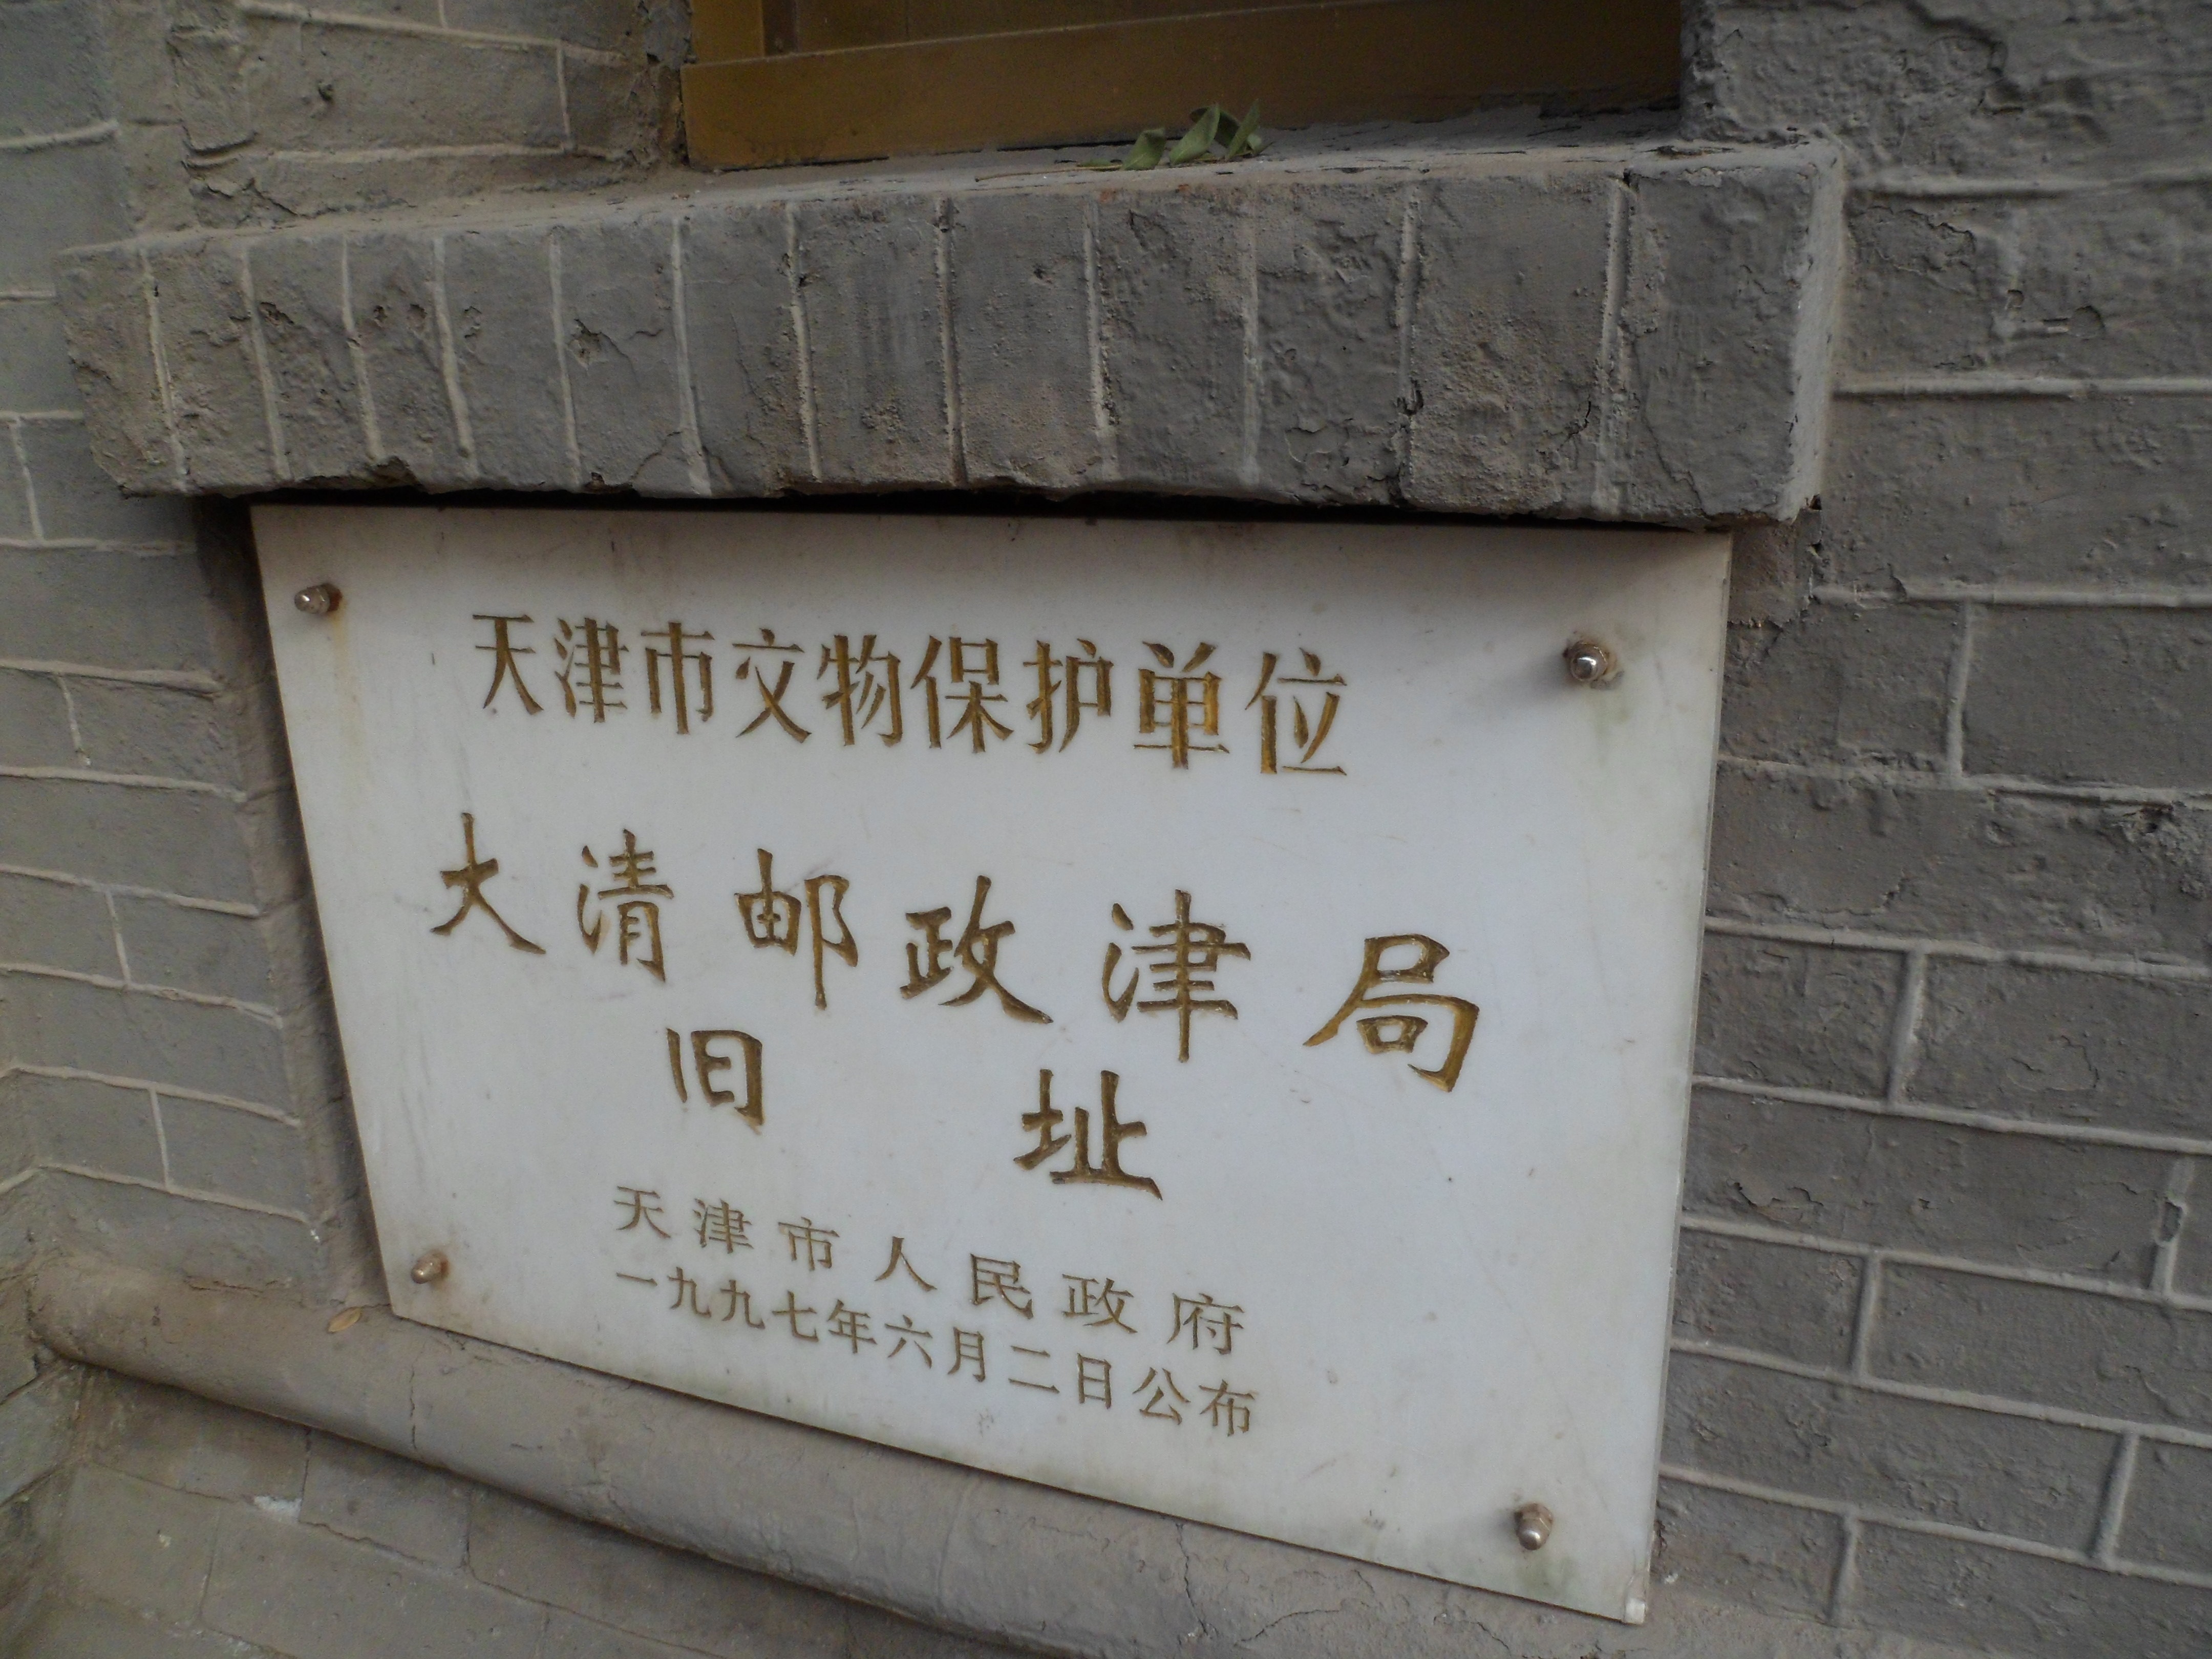 天津市文物保护单位
大清邮政津局
旧址
天津市人民政府
一九九七年六月二日公布